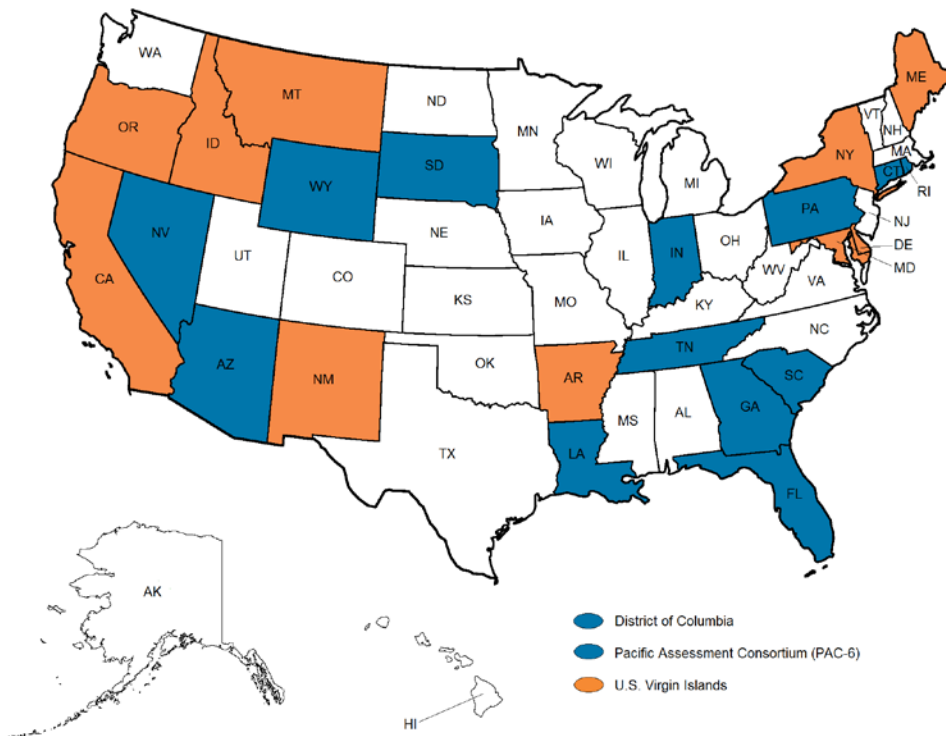 WA
MT
ND
ME
OR
ID
MN
VT
NH
SD
WI
NY
MA
WY
MI
CT
RI
IA
PA
NJ
NE
NV
OH
DE
IL
IN
UT
WV
MD
CA
CO
VA
KS
MO
KY
NC
TN
OK
AZ
NM
AR
SC
MS
AL
GA
TX
LA
FL
AK
District of Columbia
Pacific Assessment Consortium (PAC-6)
U.S. Virgin Islands
HI